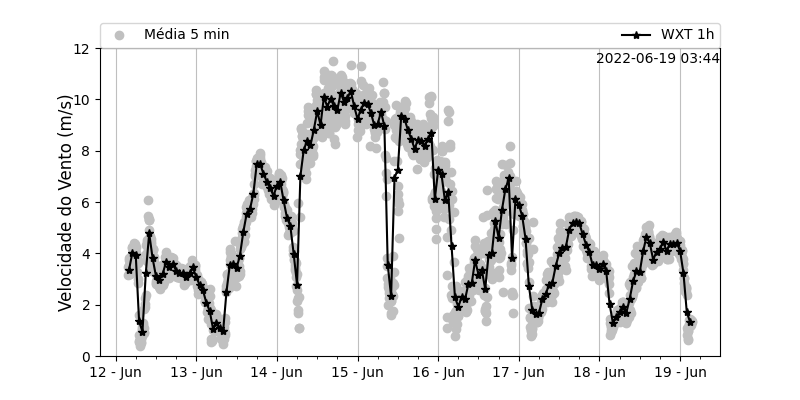 Média 5 min
WXT 1h
2022-06-19 03:44
Velocidade do Vento (m/s)
12
10
8
6
4
2
0
12 - Jun
13 - Jun
14 - Jun
15 - Jun
16 - Jun
17 - Jun
18 - Jun
19 - Jun